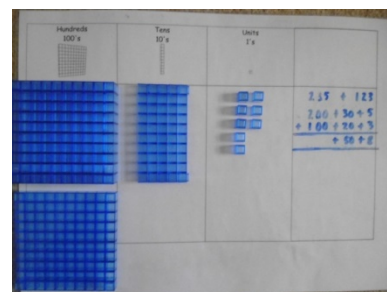 Hundreds
100's
Tens
10's
Units
1's
235 + 123
200 + 30 + 5
+ 100 + 20 + 3
+ 50 + 8